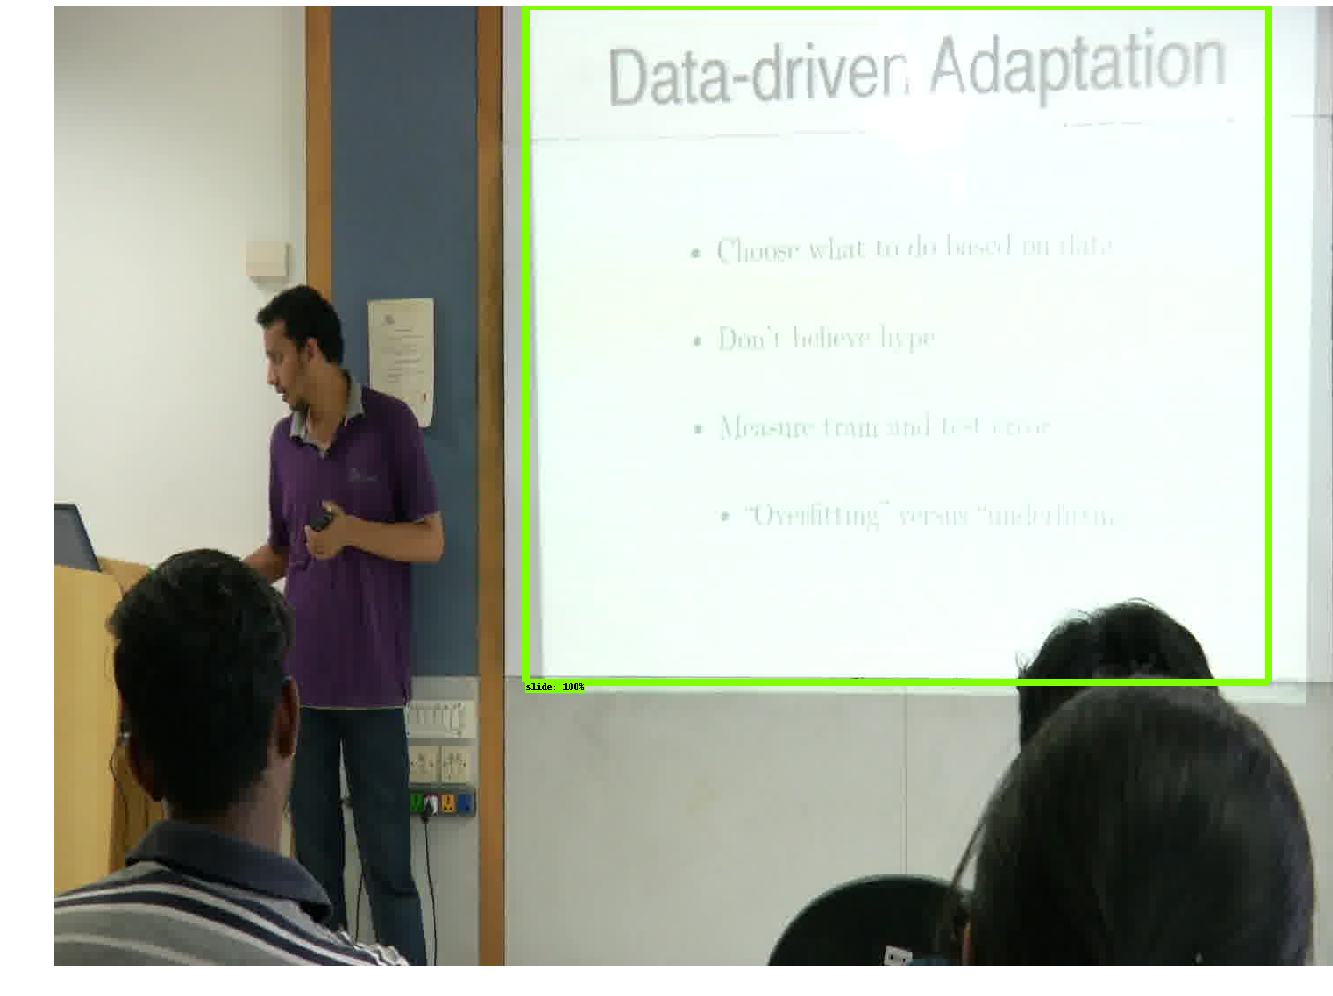 Data-driven Adaptation
• Choose what to do based on data
• Don't believe hype
• Measure train and test error
• “Overfitting” versus “underfitting
slide: 100%